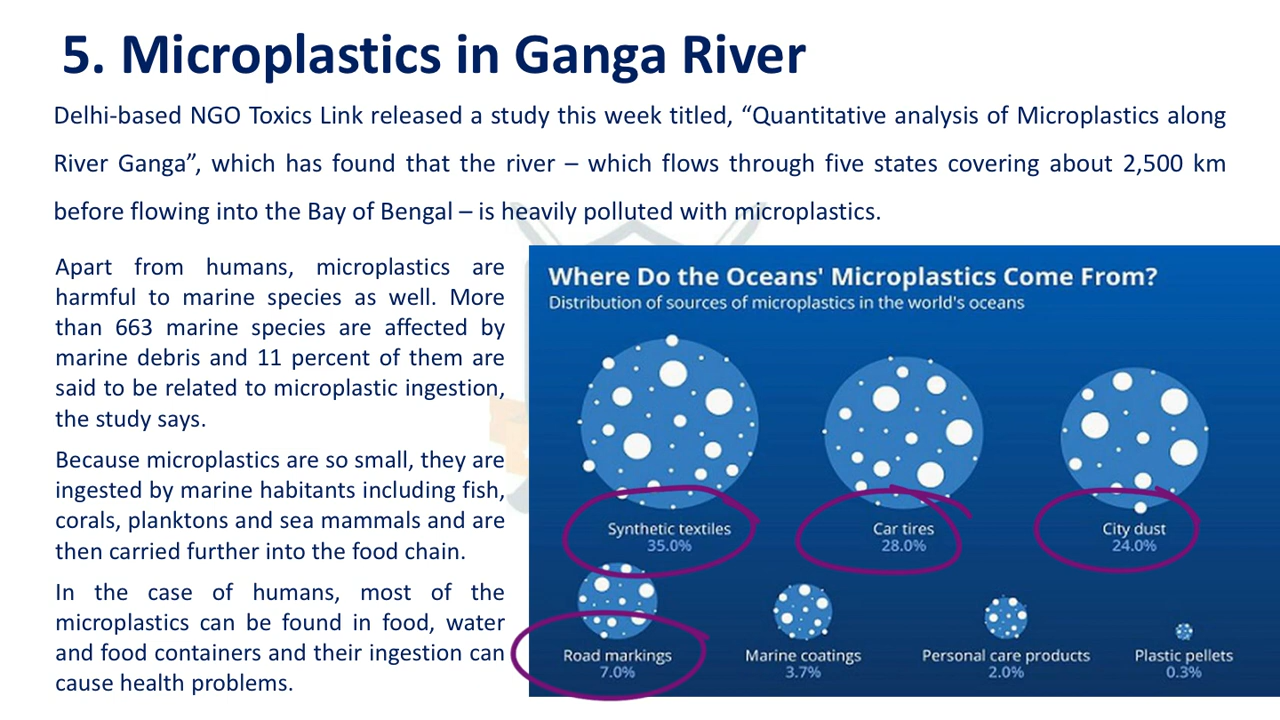 5. Microplastics in Ganga River
Delhi-based NGO Toxics Link released a study this week titled, “Quantitative analysis of Microplastics along
River Ganga”, which has found that the river – which flows through five states covering about 2,500 km
before flowing into the Bay of Bengal – is heavily polluted with microplastics.
Apart from humans, microplastics are
harmful to marine species as well. More
than 663 marine species are affected by
marine debris and 11 percent of them are
said to be related to microplastic ingestion,
the study says.
Because microplastics are so small, they are
ingested by marine habitants including fish,
corals, planktons and sea mammals and are
then carried further into the food chain.
In the case of humans, most of the
microplastics can be found in food, water
and food containers and their ingestion can
cause health problems.
Where Do the Oceans' Microplastics Come From?
Distribution of sources of microplastics in the world's oceans
Synthetic textiles
35.0%
Car tires
28.0%
City dust
24.0%
Road markings
7.0%
Marine coatings
3.7%
Personal care products
2.0%
Plastic pellets
0.3%